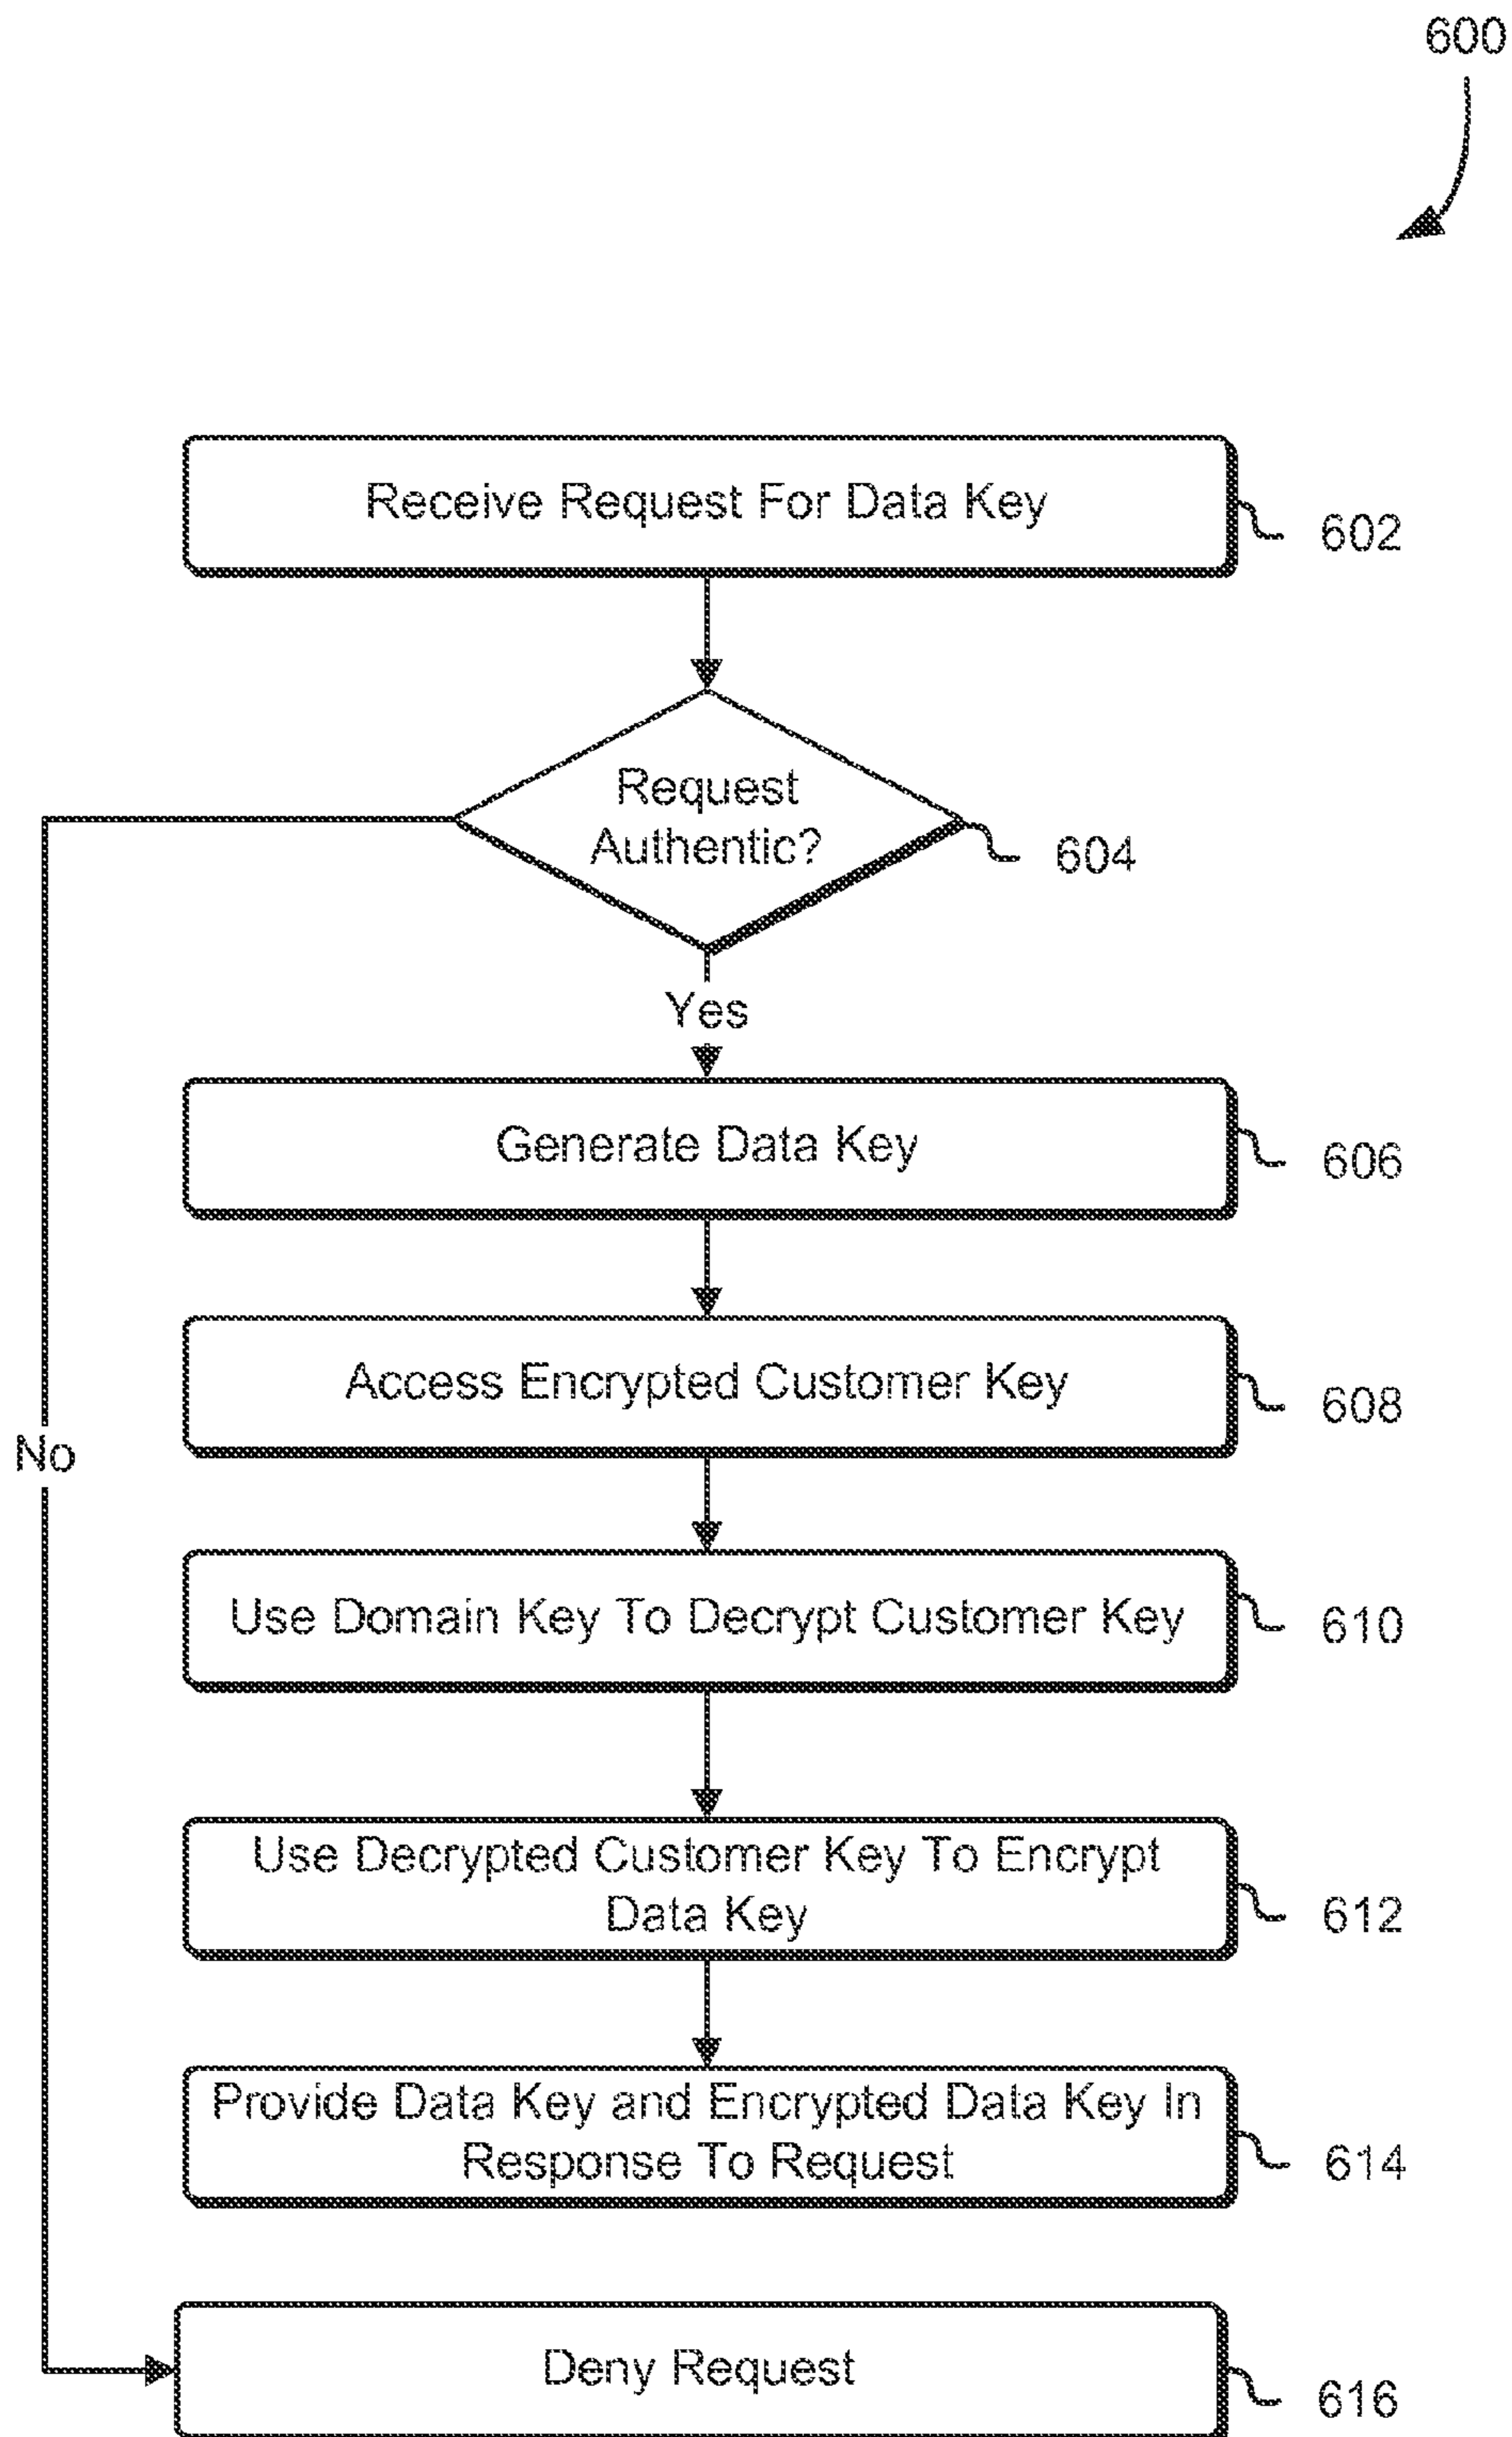 600
Receive Request For Data Key
602
Request
Authentic?
604
Yes
Generate Data Key
606
Access Encrypted Customer Key
608
No
Use Domain Key To Decrypt Customer Key
610
Use Decrypted Customer Key To Encrypt
Data Key
612
Provide Data Key and Encrypted Data Key In
Response To Request
614
Deny Request
616